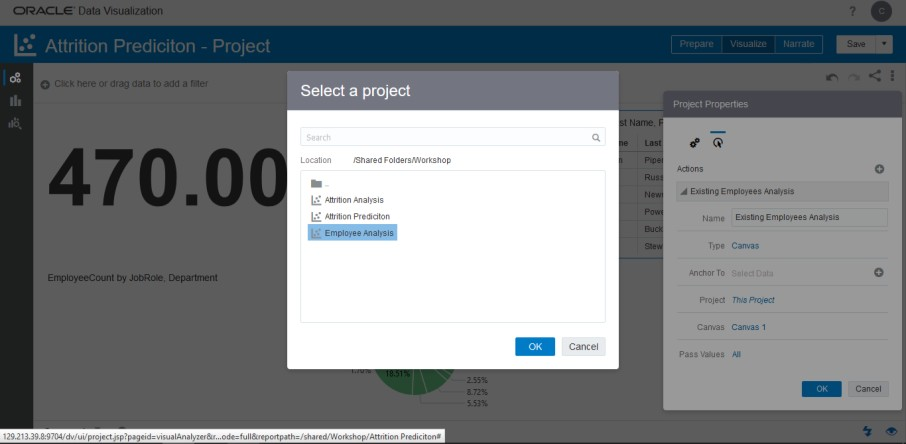 ORACLE Data Visualization
? C
Attrition Prediciton - Project
Prepare Visualize Narrate Save
Click here or drag data to add a filter
Select a project
Search
Location /Shared Folders/Workshop
..
Attrition Analysis
Attrition Prediciton
Employee Analysis
OK Cancel
470.00
EmployeeCount by JobRole, Department
18.51%
2.55%
8.72%
5.53%
st Name, F
me Last
n Pipe
Russ
New
Powe
Buck
Stew
Project Properties
Actions
Existing Employees Analysis
Name Existing Employees Analysis
Type Canvas
Anchor To Select Data
Project This Project
Canvas Canvas 1
Pass Values All
OK Cancel
129.213.39.8:9704/dv/ui/project.jsp?pageid=visualAnalyzer&r...ode=full&reportpath=/shared/Workshop/Attrition Prediciton#